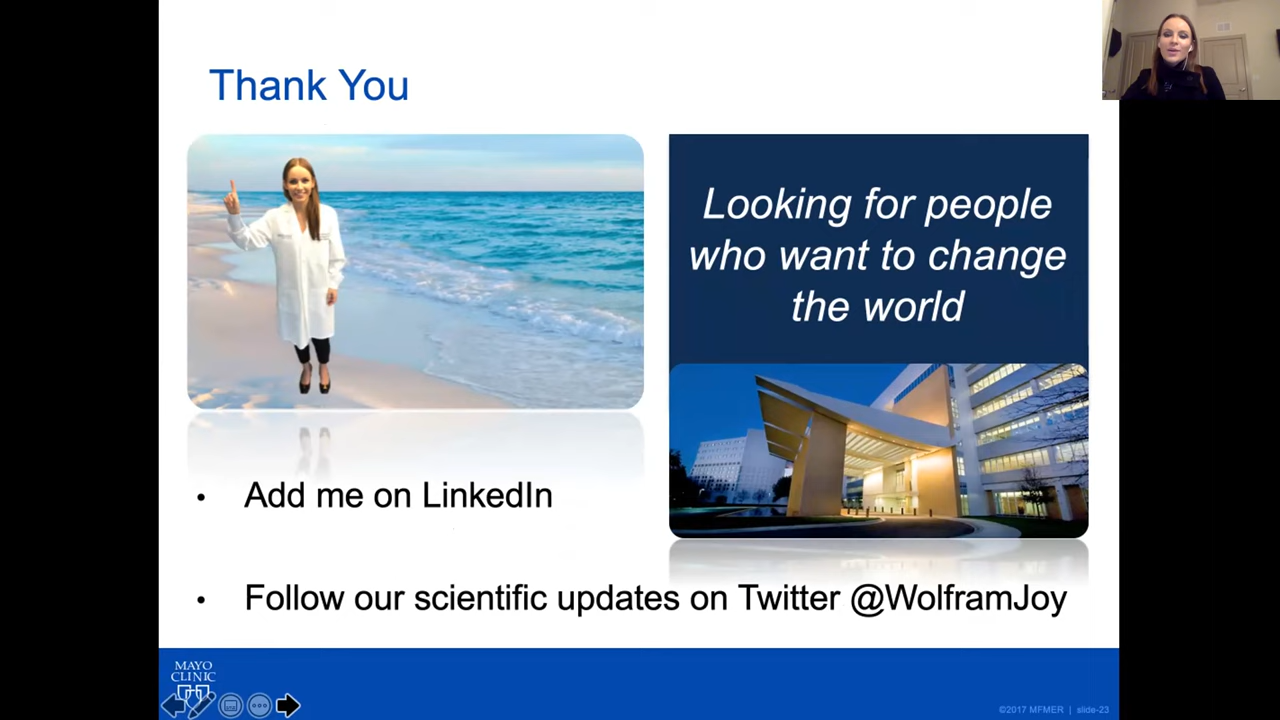 Thank You
Looking for people
who want to change
the world
• Add me on LinkedIn
• Follow our scientific updates on Twitter @WolframJoy
MAYO
CLINIC
©2017 MFMER | slide-23